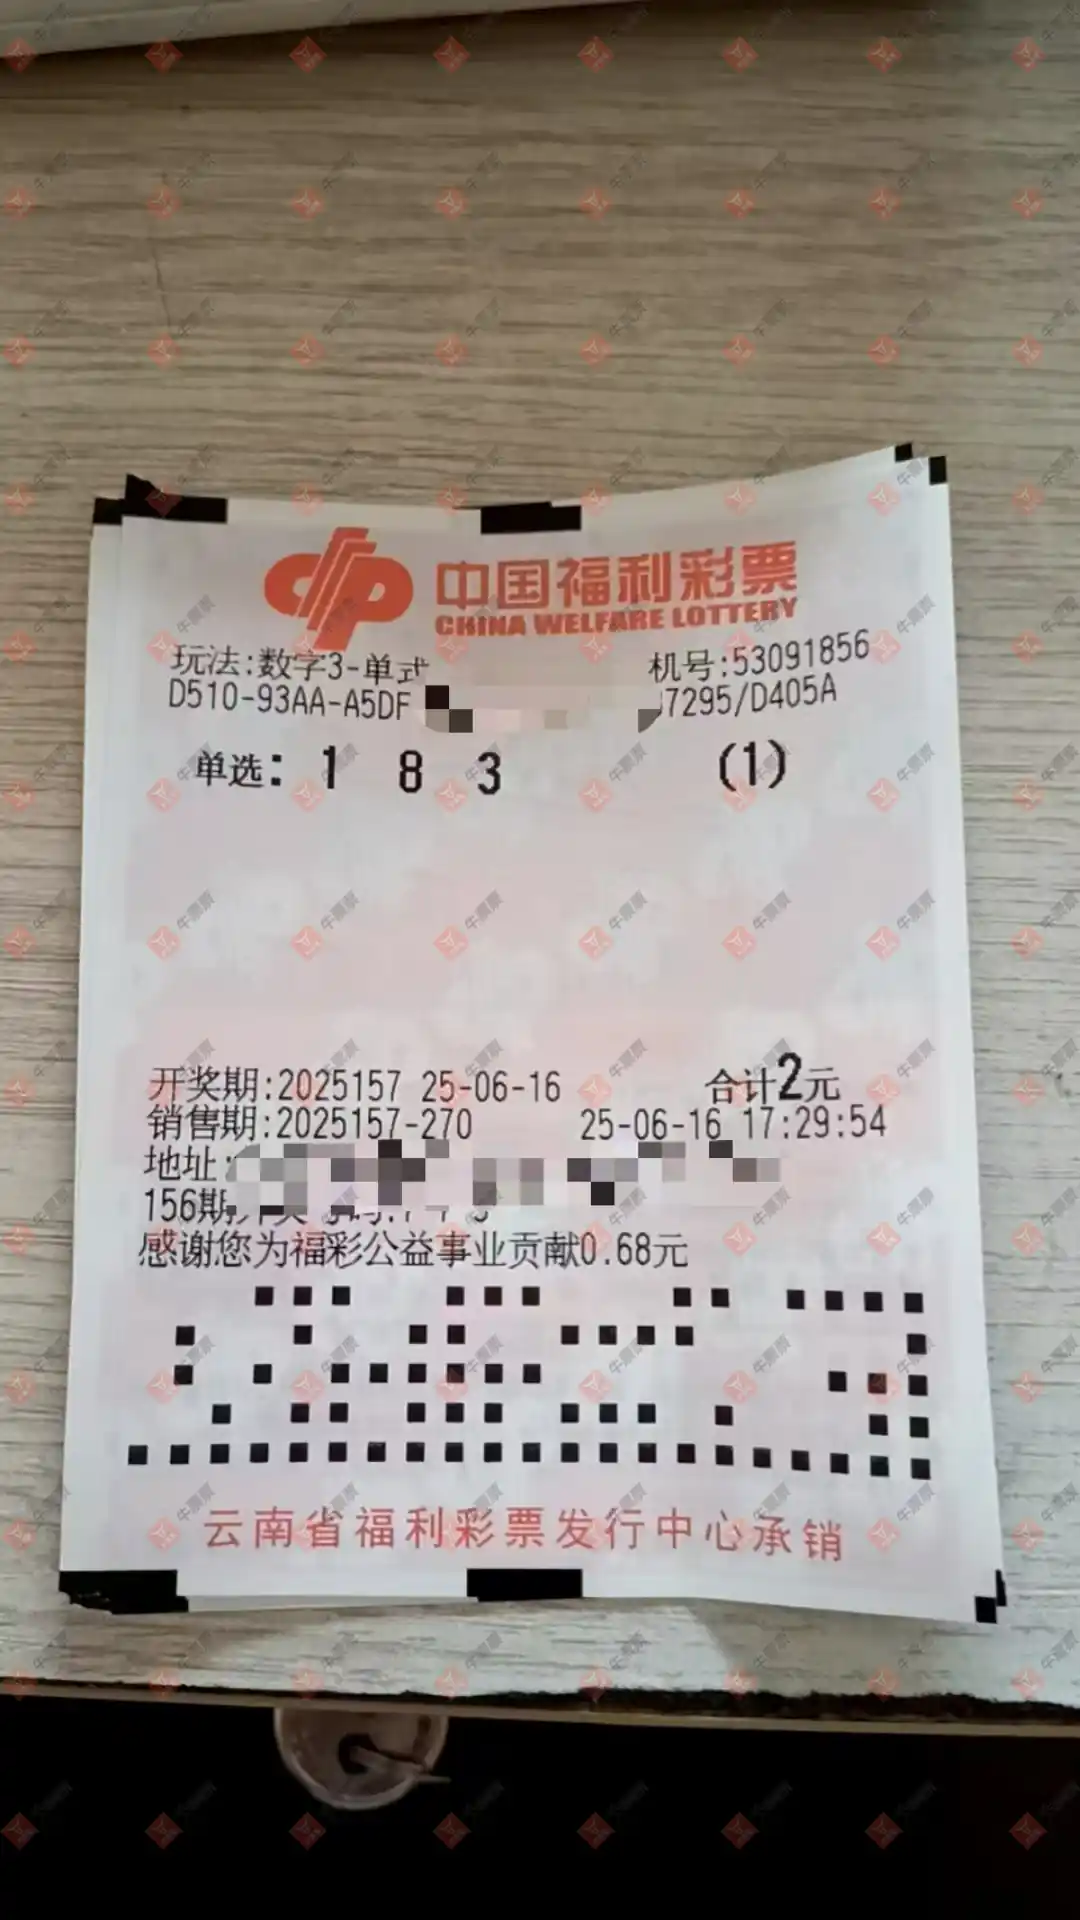 中国福利彩票
CHINA WELFARE LOTTERY
玩法:数字3-单式
机号:53091856
D510-93AA-A5DF
7295/D405A
单选: 1 8 3 (1)
开奖期:2025157 25-06-16 合计2元
销售期:2025157-270 25-06-16 17:29:54
地址:
156期
感谢您为福彩公益事业贡献0.68元
云南省福利彩票发行中心承销
牛票票